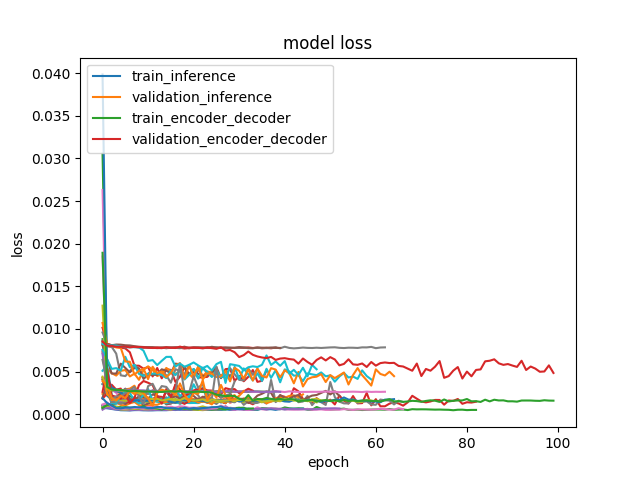 model loss
train_inference
validation_inference
train_encoder_decoder
validation_encoder_decoder
0.040
0.035
0.030
0.025
0.020
0.015
0.010
0.005
0.000
loss
0
20
40
60
80
100
epoch